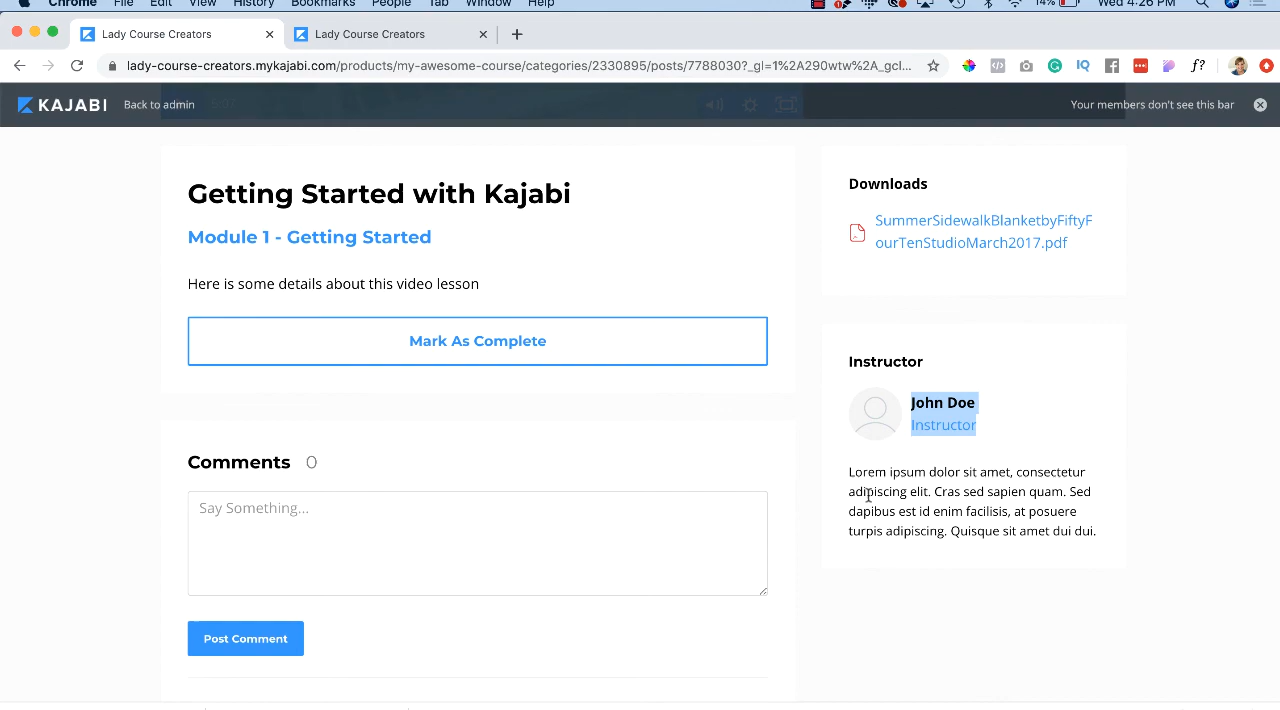 Chrome File Edit View History Bookmarks People Tab Window Help 14% Wed 4:26 PM
Lady Course Creators Lady Course Creators
lady-course-creators.mykajabi.com/products/my-awesome-course/categories/2330895/posts/7788030?_gl=1%2A290wtw%2A_gcl... IQ f?
KAJABI Back to admin Your members don't see this bar
Getting Started with Kajabi
Module 1 - Getting Started
Here is some details about this video lesson
Mark As Complete
Comments 0
Say Something...
Post Comment
Downloads
SummerSidewalkBlanketbyFiftyF
ourTenStudioMarch2017.pdf
Instructor
John Doe
Instructor
Lorem ipsum dolor sit amet, consectetur
adipiscing elit. Cras sed sapien quam. Sed
dapibus est id enim facilisis, at posuere
turpis adipiscing. Quisque sit amet dui dui.